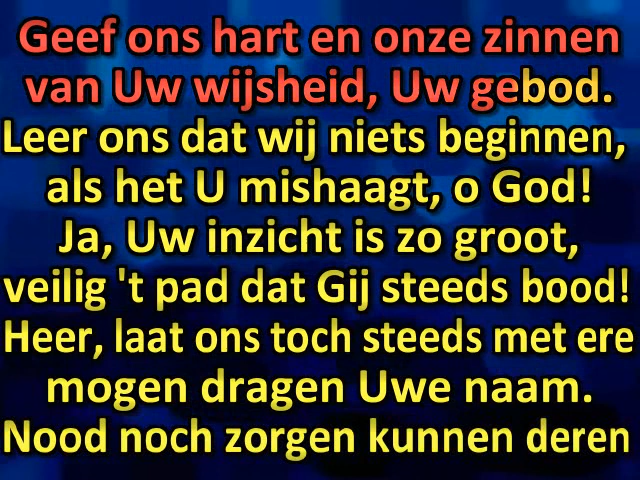 Geef ons hart en onze zinnen
van Uw wijsheid, Uw gebod.
Leer ons dat wij niets beginnen,
als het U mishaagt, o God!
Ja, Uw inzicht is zo groot,
veilig 't pad dat Gij steeds bood!
Heer, laat ons toch steeds met ere
mogen dragen Uwe naam.
Nood noch zorgen kunnen deren